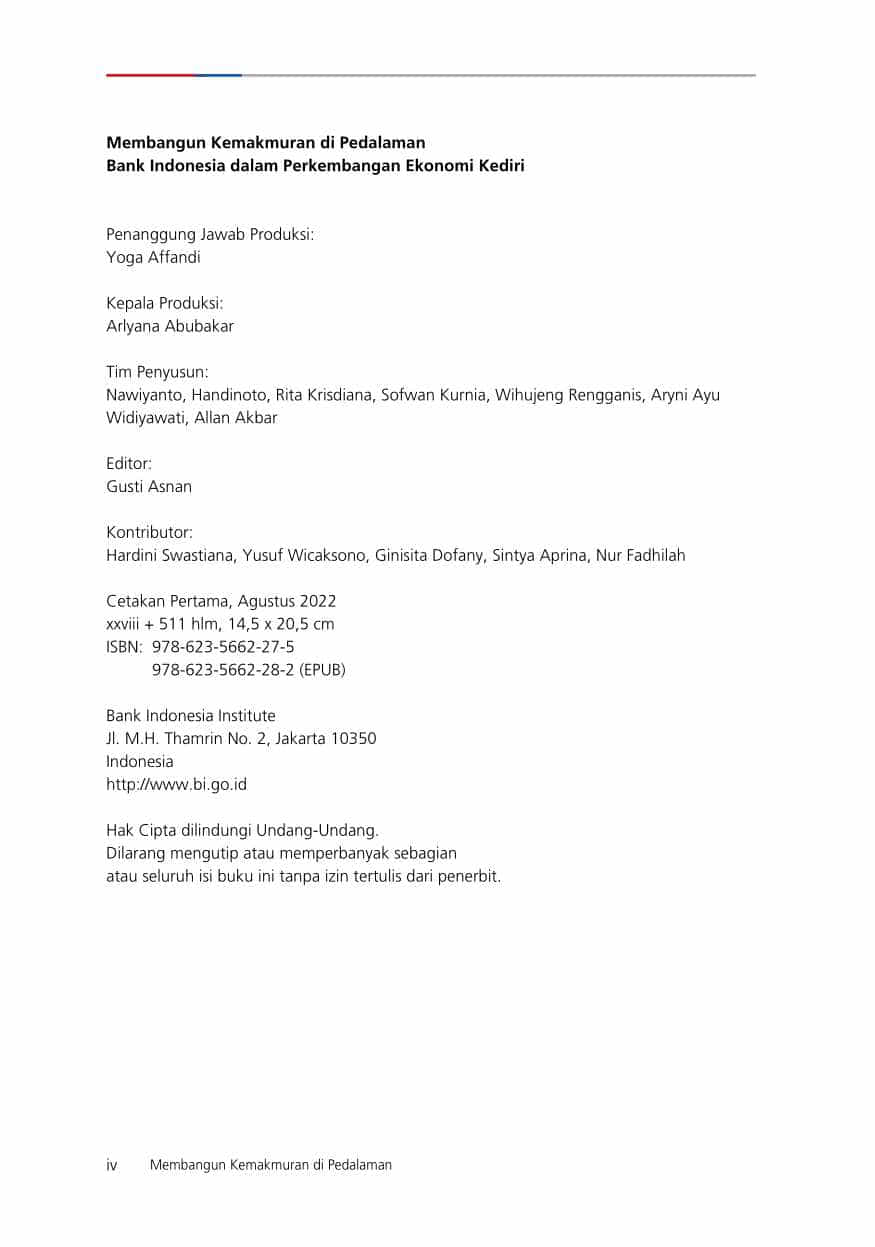 Membangun Kemakmuran di Pedalaman
Bank Indonesia dalam Perkembangan Ekonomi Kediri
Penanggung Jawab Produksi:
Yoga Affandi
Kepala Produksi:
Arlyana Abubakar
Tim Penyusun:
Nawiyanto, Handinoto, Rita Krisdiana, Sofwan Kurnia, Wihujeng Rengganis, Aryni Ayu
Widiyawati, Allan Akbar
Editor:
Gusti Asnan
Kontributor:
Hardini Swastiana, Yusuf Wicaksono, Ginisita Dofany, Sintya Aprina, Nur Fadhilah
Cetakan Pertama, Agustus 2022
xxviii + 511 hlm, 14,5 x 20,5 cm
ISBN: 978-623-5662-27-5
978-623-5662-28-2 (EPUB)
Bank Indonesia Institute
Jl. M.H. Thamrin No. 2, Jakarta 10350
Indonesia
http://www.bi.go.id
Hak Cipta dilindungi Undang-Undang.
Dilarang mengutip atau memperbanyak sebagian
atau seluruh isi buku ini tanpa izin tertulis dari penerbit.
iv Membangun Kemakmuran di Pedalaman